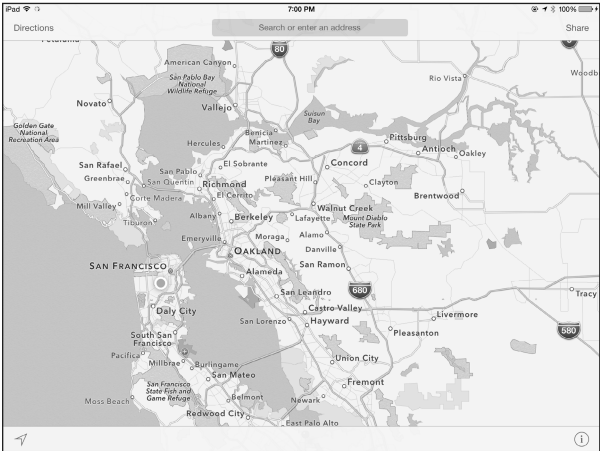 iPad 7:00 PM 100%
Directions Search or enter an address Share
80
American Canyon
San Pablo Bay
National
Wildlife Refuge
Rio Vista
Woodb
Novato
Vallejo
Suisun
Bay
Golden Gate
National
Recreation Area
Benicia
Martinez
Hercules
4
Pittsburg
Antioch
Oakley
San Rafael
San Pablo
El Sobrante
Concord
Greenbrae
San Quentin
Richmond
Pleasant Hill
Clayton
Corte Madera
El Cerrito
Brentwood
Mill Valley
Albany
Berkeley
Walnut Creek
Lafayette
Mount Diablo
State Park
Tiburon
Emeryville
Moraga
Alamo
OAKLAND
Danville
SAN FRANCISCO
Alameda
San Ramon
San Leandro
680
Tracy
Daly City
Castro Valley
San Lorenzo
Hayward
Livermore
580
South San
Francisco
Pleasanton
Pacifica
Millbrae
Burlingame
Union City
San Mateo
San Francisco
State Fish and
Game Refuge
Fremont
Moss Beach
Belmont
Newark
Redwood City
East Palo Alto